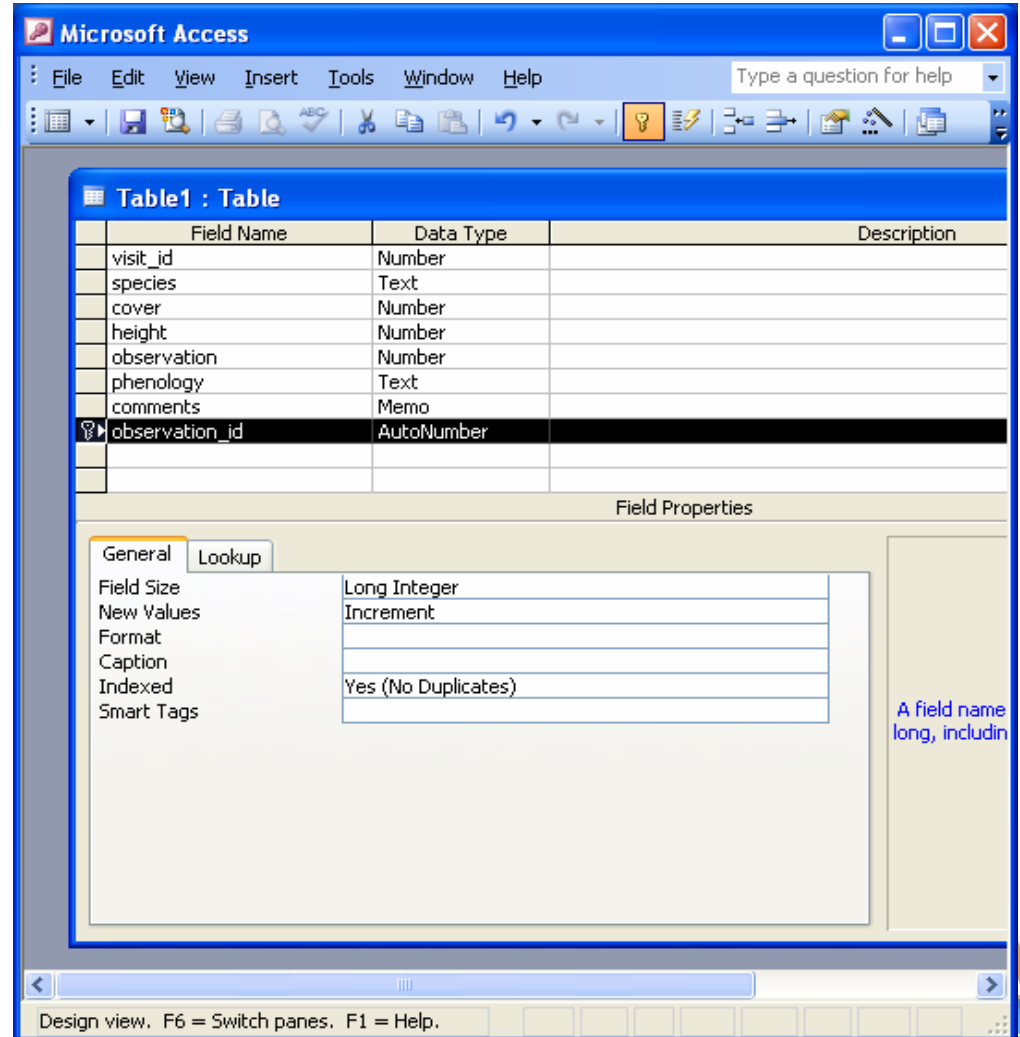 Microsoft Access
File Edit View Insert Tools Window Help Type a question for help
ABC
Table1 : Table
Field Name Data Type Description
visit_id Number
species Text
cover Number
height Number
observation Number
phenology Text
comments Memo
observation_id AutoNumber
Field Properties
General Lookup
Field Size Long Integer
New Values Increment
Format
Caption
Indexed Yes (No Duplicates)
Smart Tags
A field name
long, includin
Design view. F6 = Switch panes. F1 = Help.